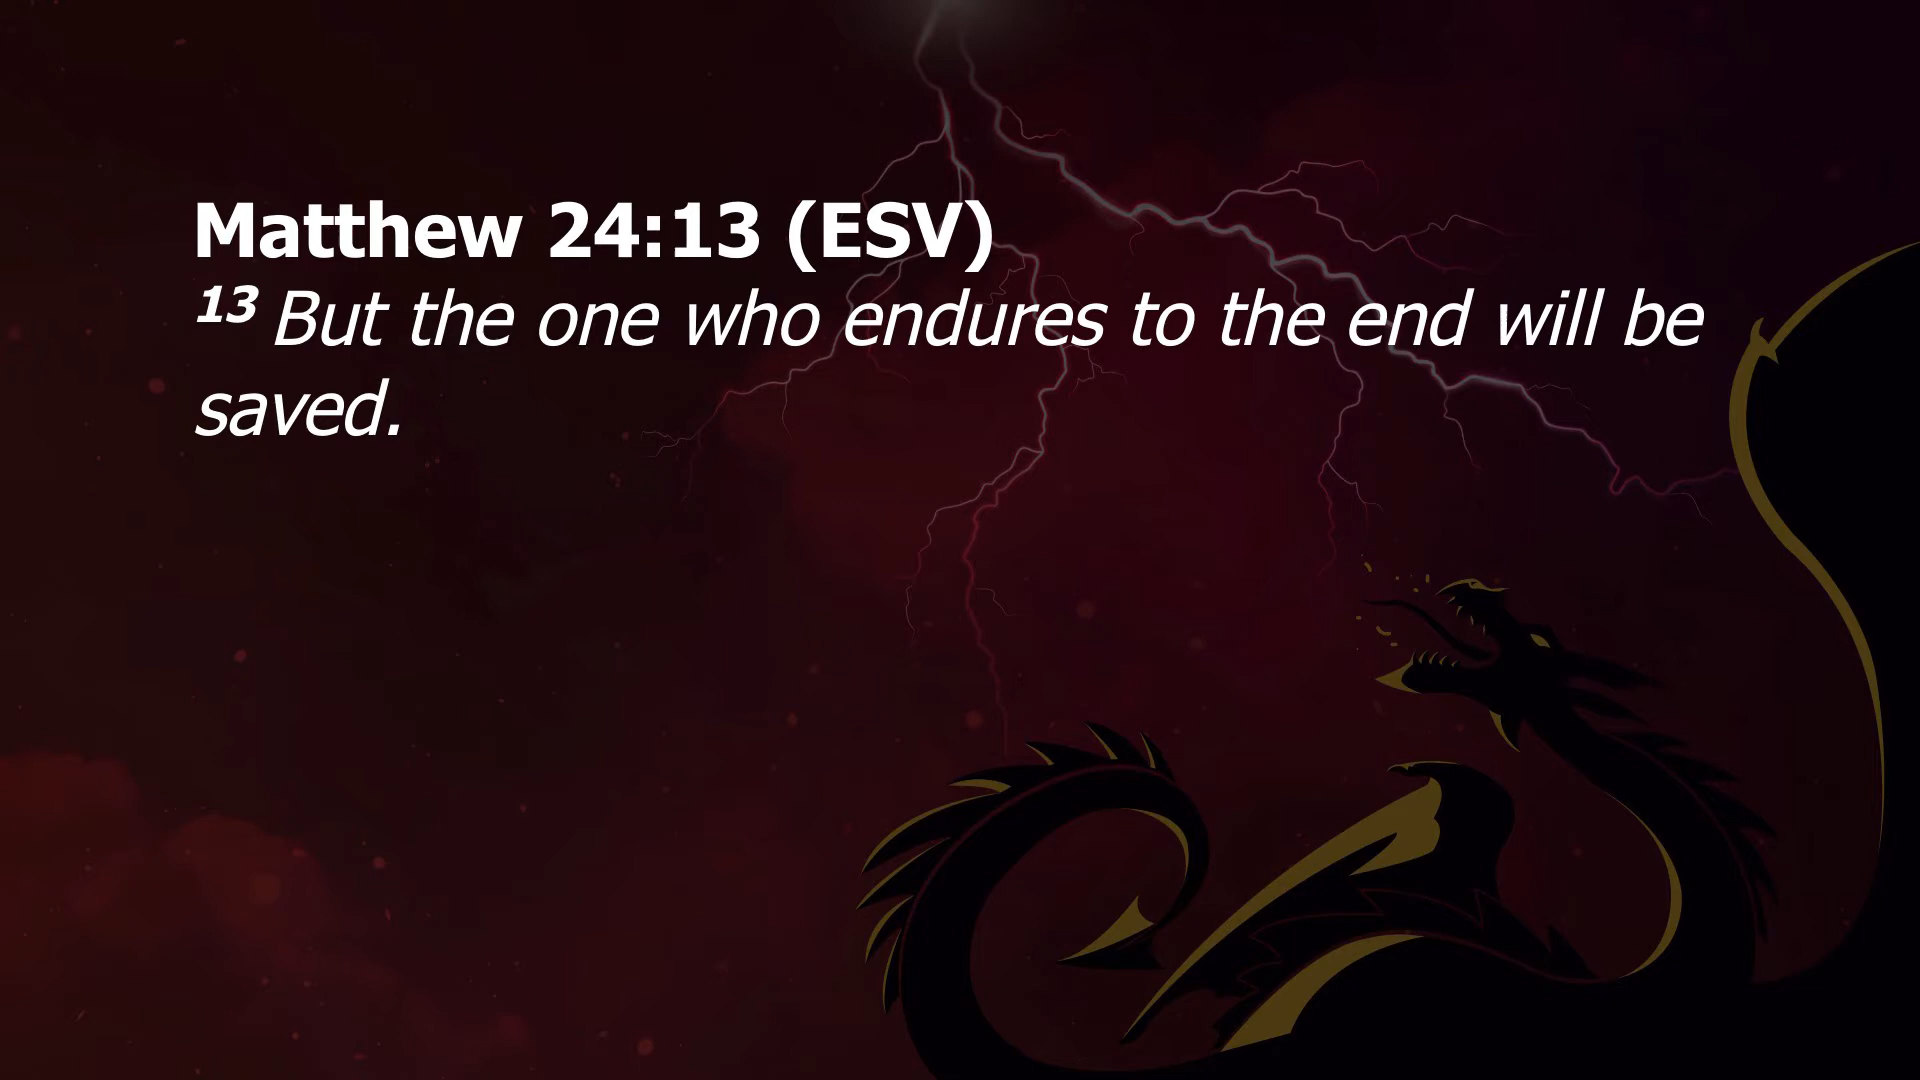 Matthew 24:13 (ESV)
13 But the one who endures to the end will be
saved.